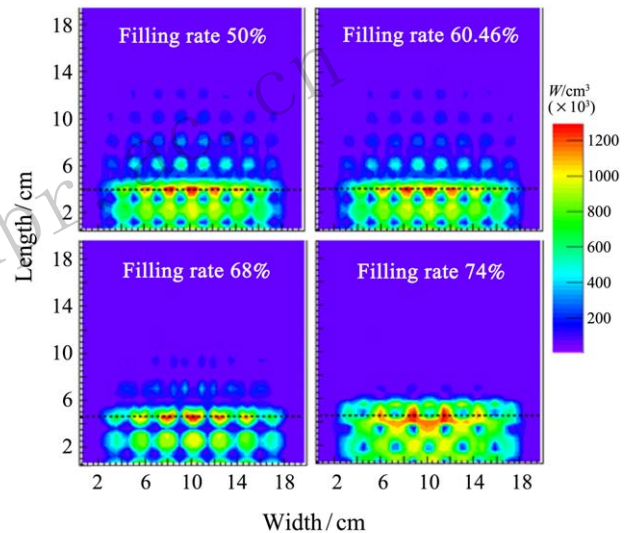 Filling rate 50%
Filling rate 60.46%
W/cm³
(×10³)
1200
1000
800
600
400
200
18
14
10
6
2
Filling rate 68%
Filling rate 74%
18
14
10
6
2
2 6 10 14 18
2 6 10 14 18
Length/cm
Width/cm